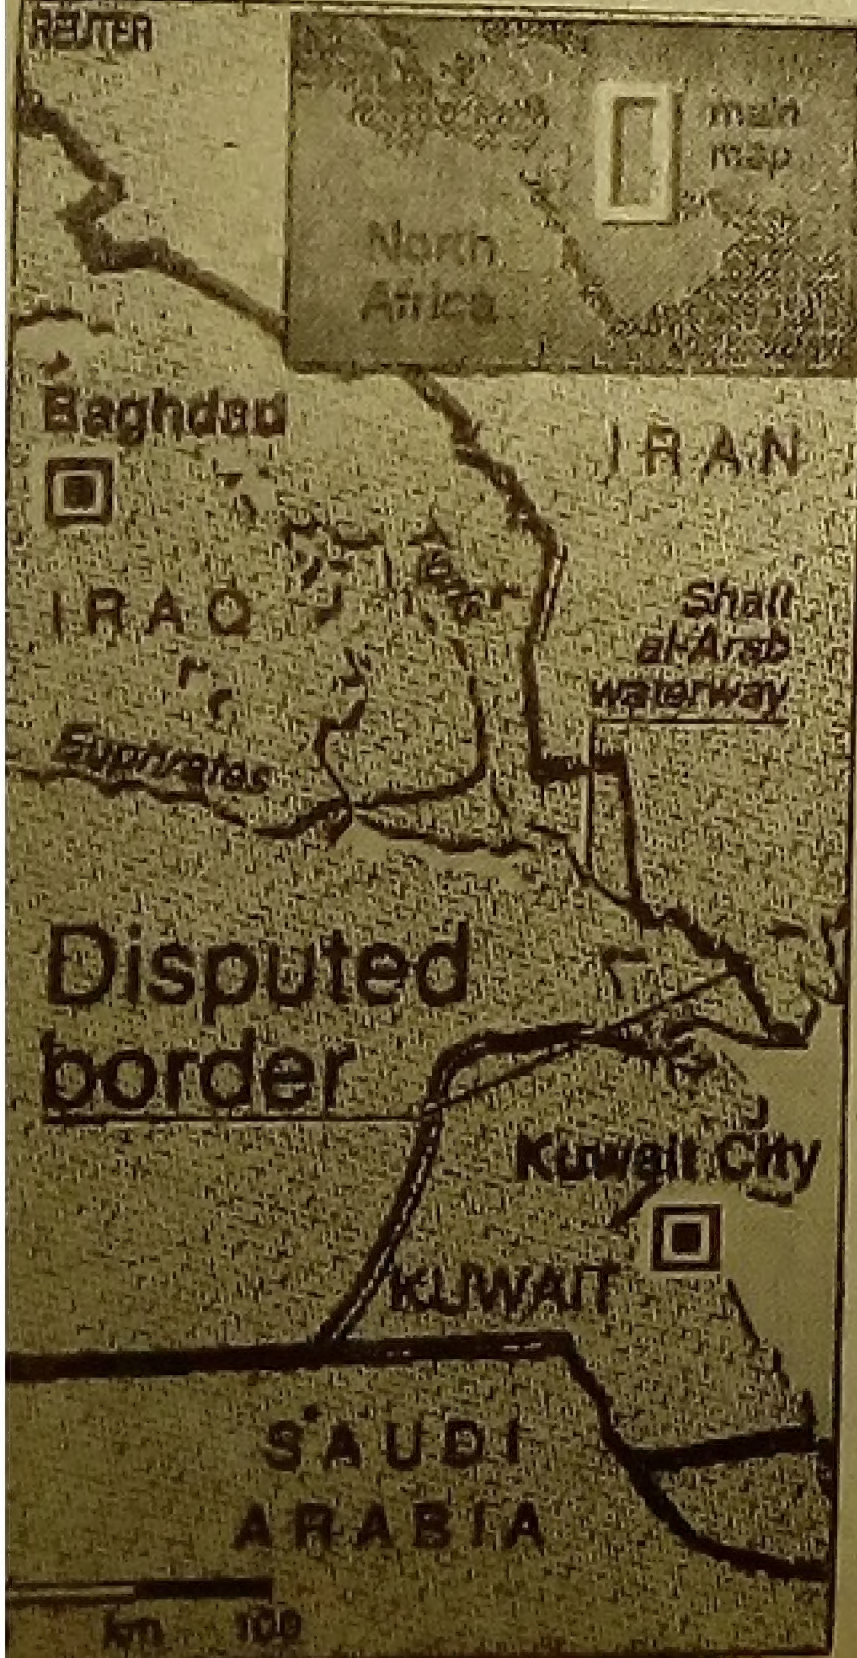 REUTER
main
map
North
Africa
Baghdad
IRAN
IRAQ
Shatt
al-Arab
waterway
Euphrates
Disputed
border
Kuwait City
KUWAIT
SAUDI
ARABIA
km 100